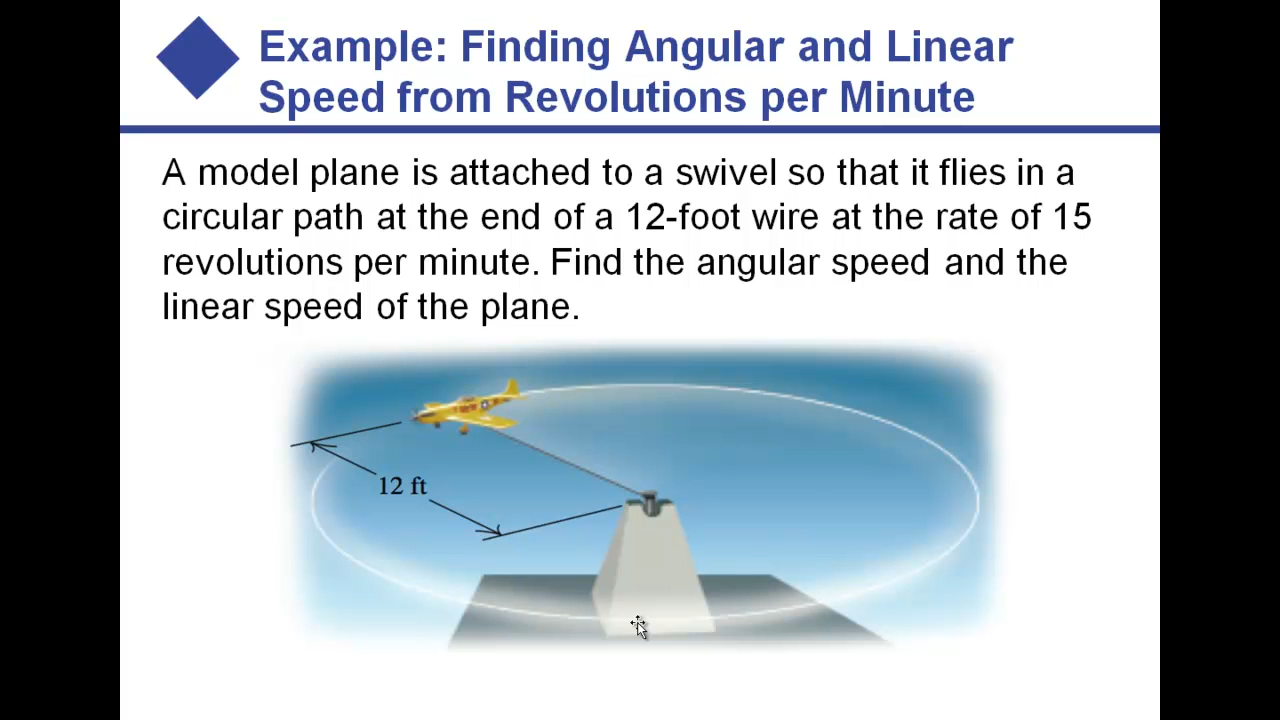 Example: Finding Angular and Linear
Speed from Revolutions per Minute
A model plane is attached to a swivel so that it flies in a
circular path at the end of a 12-foot wire at the rate of 15
revolutions per minute. Find the angular speed and the
linear speed of the plane.
12 ft